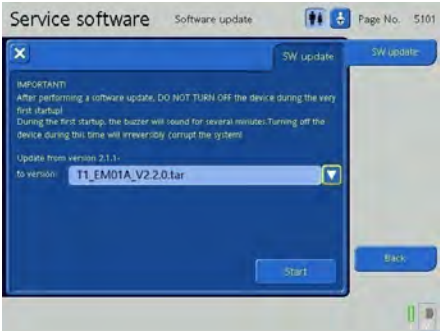 Service software
Software update
Page No. 5101
SW update
SW update
IMPORTANT!
After performing a software update, DO NOT TURN OFF the device during the very
first startup!
During the first startup, the buzzer will sound for several minutes.Turning off the
device during this time will irreversibly corrupt the system!
Update from version 2.1.1-
to version: T1_EM01A_V2.2.0.tar
Start
Back